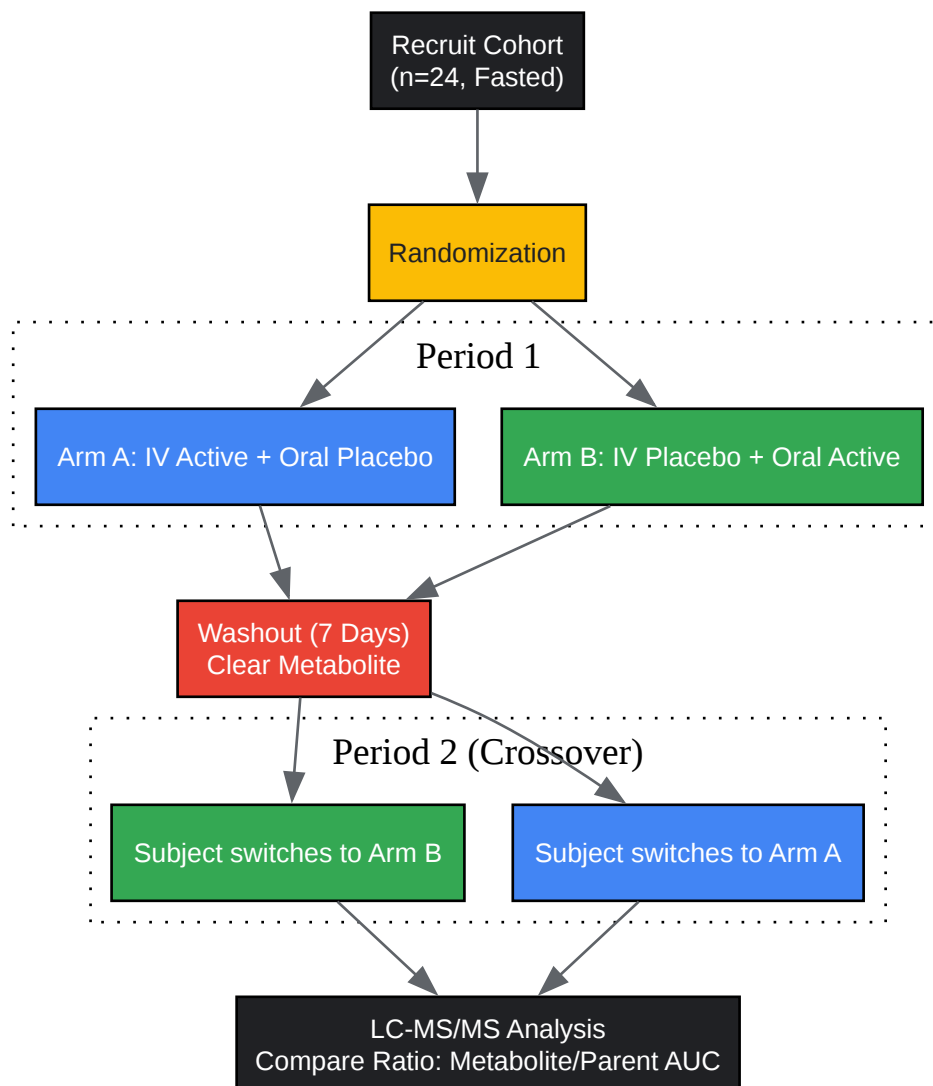 Recruit Cohort
(n=24, Fasted)
Randomization
Period 1
Arm A: IV Active + Oral Placebo
Arm B: IV Placebo + Oral Active
Washout (7 Days)
Clear Metabolite
Period 2 (Crossover)
Subject switches to Arm B
Subject switches to Arm A
LC-MS/MS Analysis
Compare Ratio: Metabolite/Parent AUC